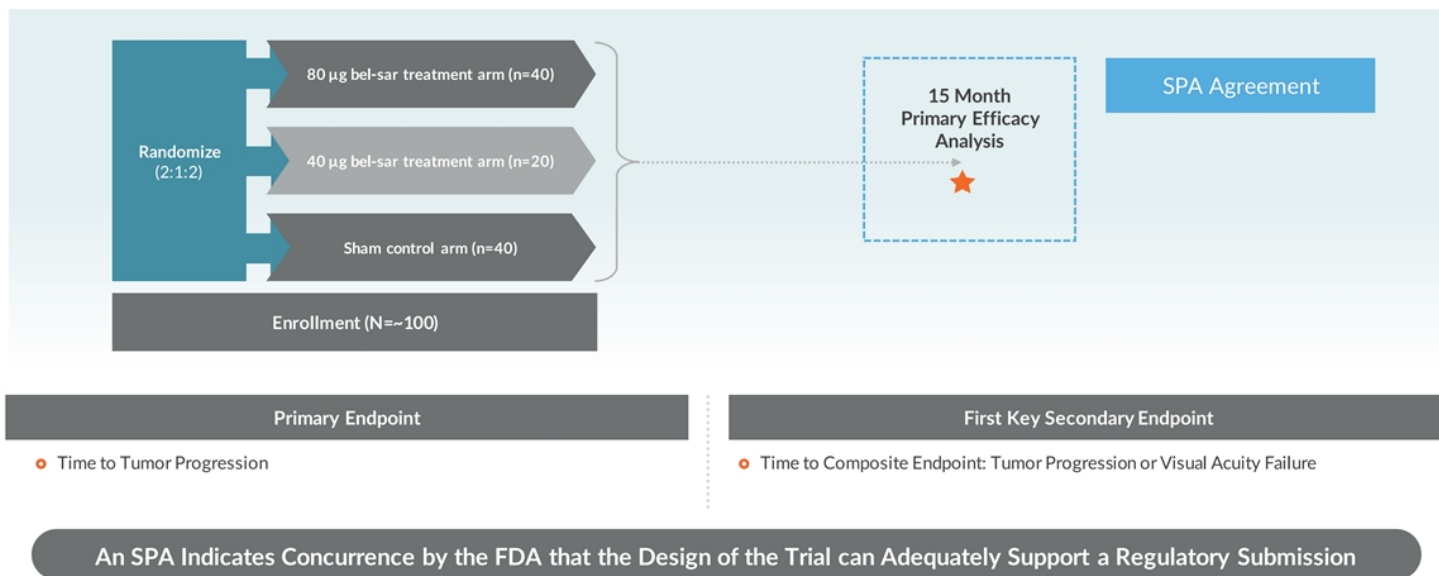 80 µg bel-sar treatment arm (n=40)
Randomize
(2:1:2)
40 µg bel-sar treatment arm (n=20)
Sham control arm (n=40)
Enrollment (N=~100)
15 Month
Primary Efficacy
Analysis
SPA Agreement
Primary Endpoint
Time to Tumor Progression
First Key Secondary Endpoint
Time to Composite Endpoint: Tumor Progression or Visual Acuity Failure
An SPA Indicates Concurrence by the FDA that the Design of the Trial can Adequately Support a Regulatory Submission